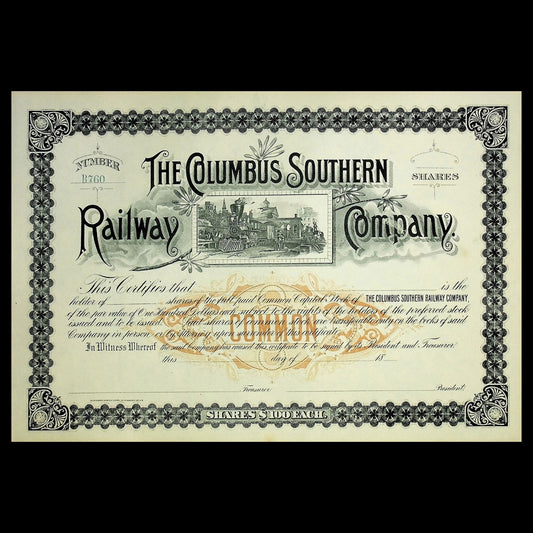 NUMBER
B760
SHARES
THE COLUMBUS SOUTHERN
Railway Company.
This Certifies that is the
holder of shares of the full paid Common Capital Stock of THE COLUMBUS SOUTHERN RAILWAY COMPANY,
of the par value of One Hundred Dollars each subject to the rights of the holders of the preferred stock
issued and to be issued. Said shares of common stock are transferable only on the books of said
Company in person or by attorney upon surrender of this certificate.
COMMON
In Witness Whereof the said Company has caused this certificate to be signed by its President and Treasurer,
this day of 18
Treasurer. President.
SHARES $100 EACH.